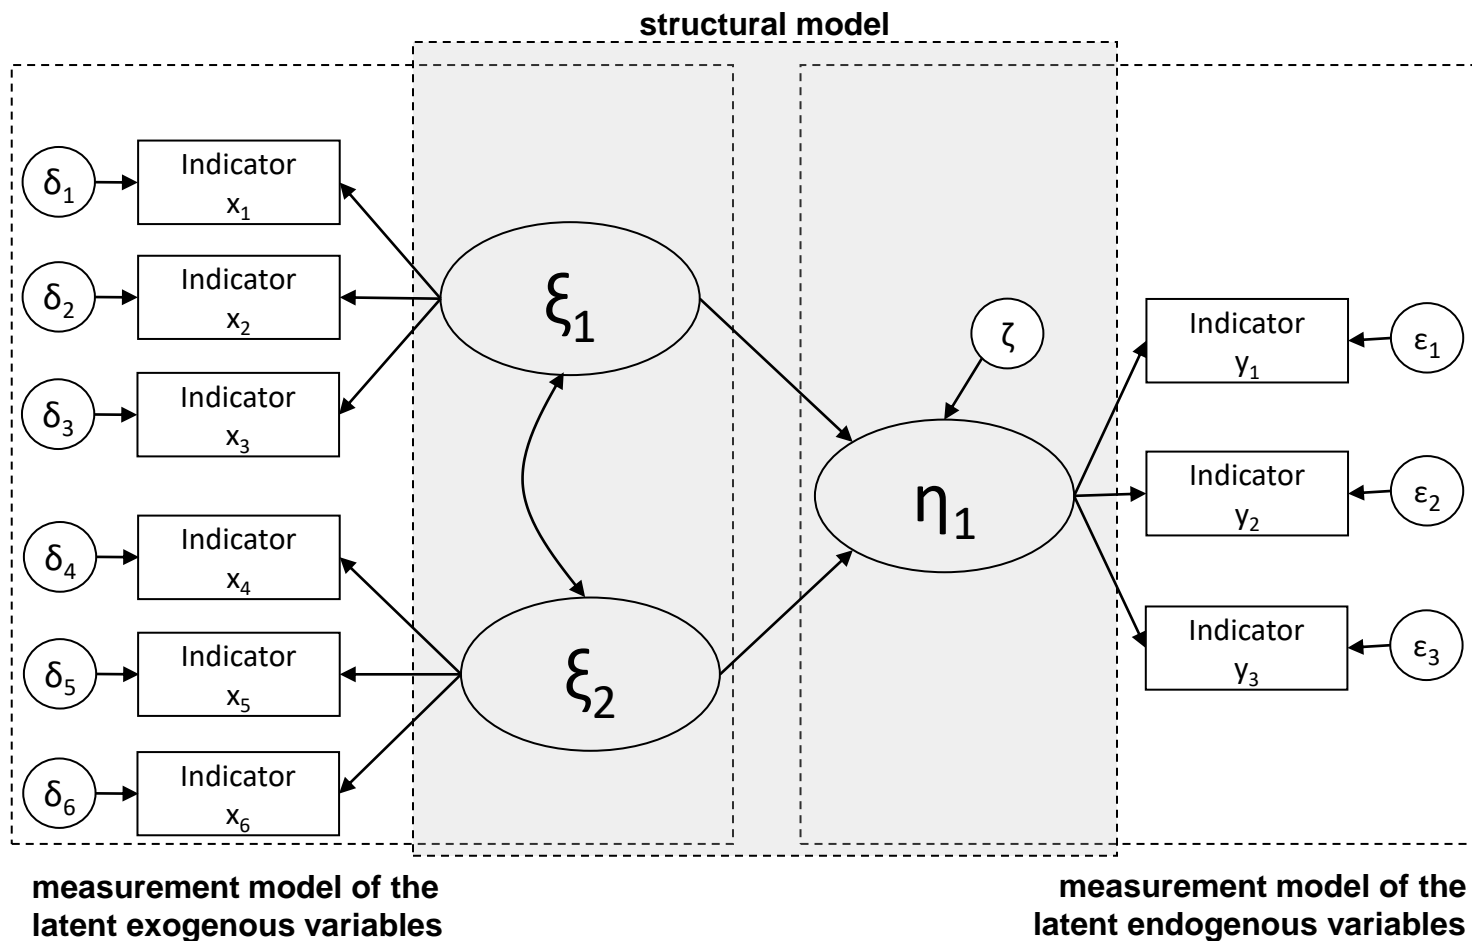 structural model
δ1
Indicator
x1
δ2
Indicator
x2
δ3
Indicator
x3
δ4
Indicator
x4
δ5
Indicator
x5
δ6
Indicator
x6
ξ1
ξ2
ζ
η1
Indicator
y1
ε1
Indicator
y2
ε2
Indicator
y3
ε3
measurement model of the
latent exogenous variables
measurement model of the
latent endogenous variables